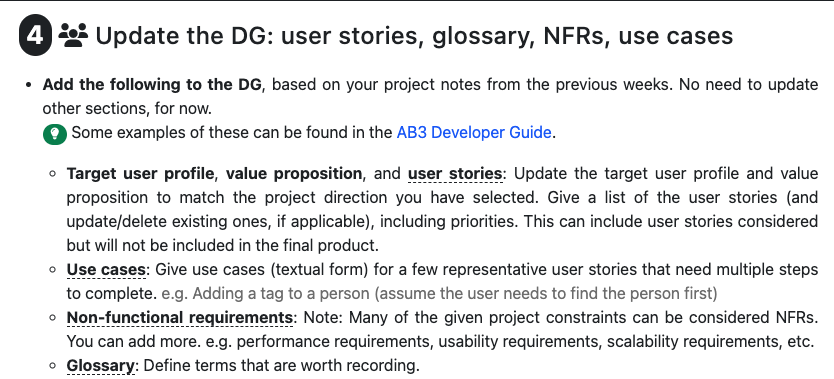 4 Update the DG: user stories, glossary, NFRs, use cases
• Add the following to the DG, based on your project notes from the previous weeks. No need to update
other sections, for now.
Some examples of these can be found in the AB3 Developer Guide.
◦ Target user profile, value proposition, and user stories: Update the target user profile and value
proposition to match the project direction you have selected. Give a list of the user stories (and
update/delete existing ones, if applicable), including priorities. This can include user stories considered
but will not be included in the final product.
◦ Use cases: Give use cases (textual form) for a few representative user stories that need multiple steps
to complete. e.g. Adding a tag to a person (assume the user needs to find the person first)
◦ Non-functional requirements: Note: Many of the given project constraints can be considered NFRs.
You can add more. e.g. performance requirements, usability requirements, scalability requirements, etc.
◦ Glossary: Define terms that are worth recording.